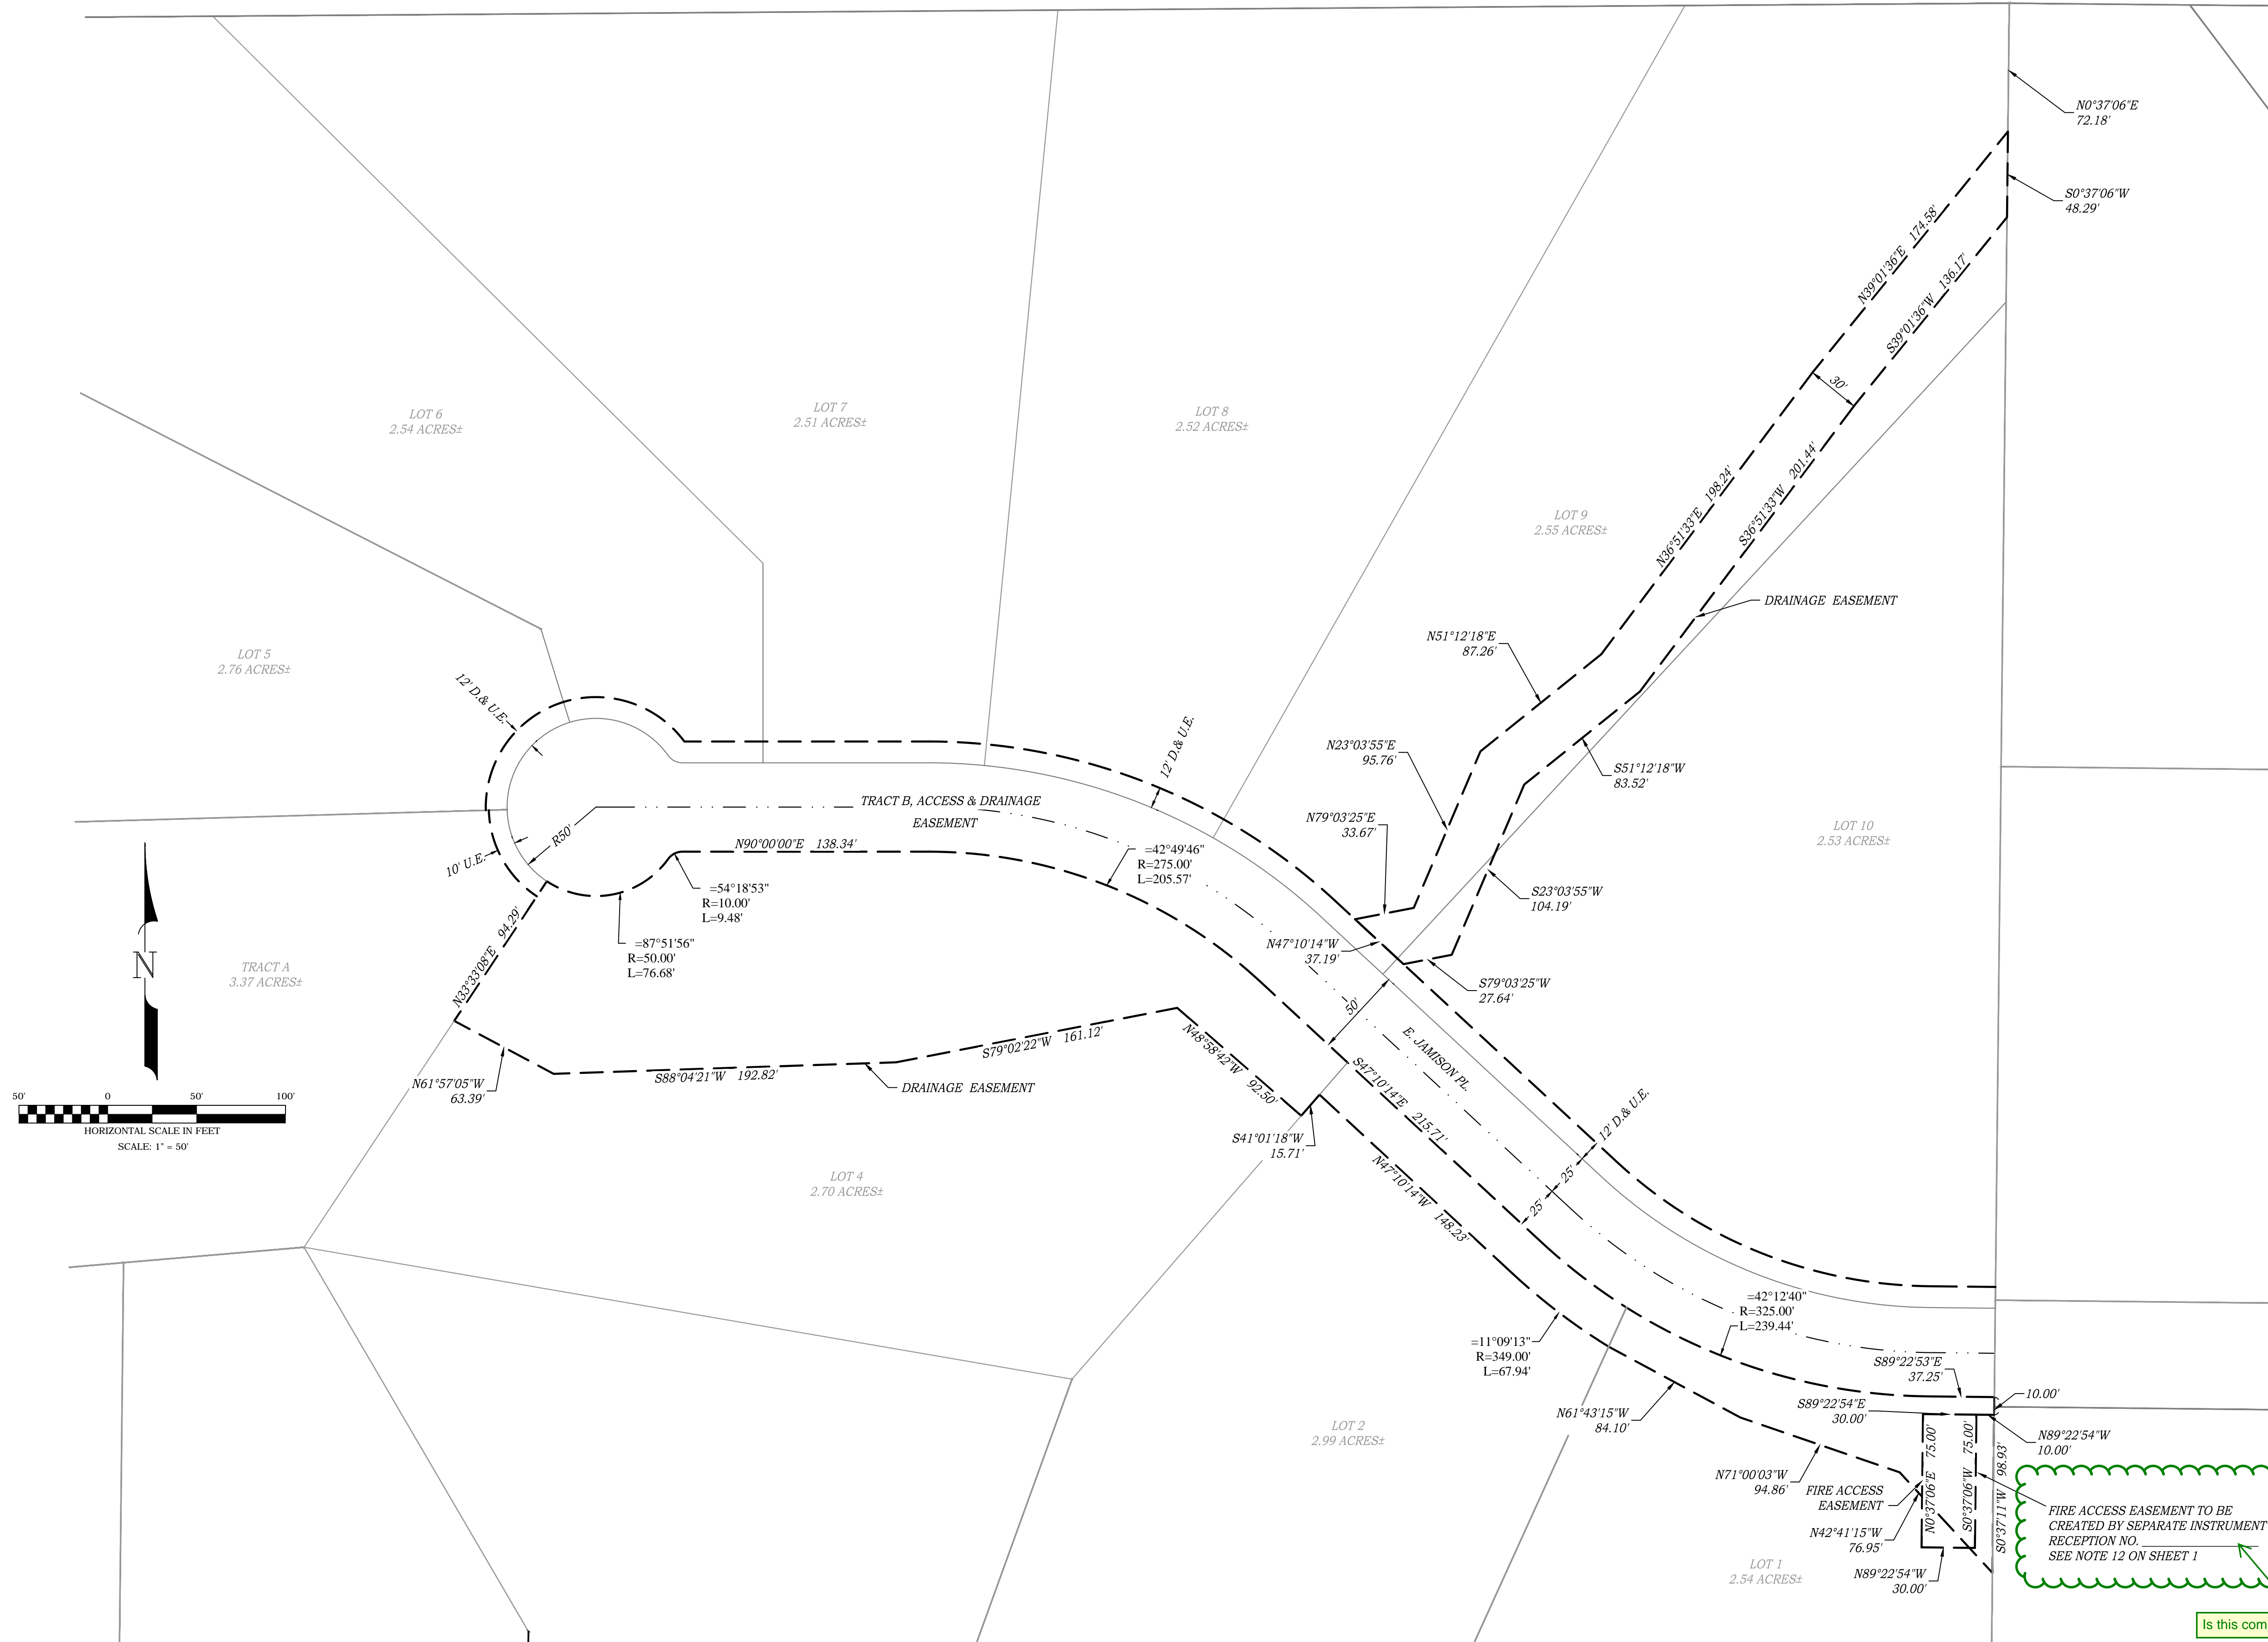 N0°37'06"E
72.18'
S0°37'06"W
48.29'
N39°01'36"E 174.58'
S39°01'36"W 136.17'
30'
LOT 6
2.54 ACRES±
LOT 7
2.51 ACRES±
LOT 8
2.52 ACRES±
LOT 9
2.55 ACRES±
N36°51'33"E 198.24'
S36°51'33"W 201.44'
DRAINAGE EASEMENT
N51°12'18"E
87.26'
LOT 5
2.76 ACRES±
12' D.& U.E.
12' D.& U.E.
N23°03'55"E
95.76'
S51°12'18"W
83.52'
N79°03'25"E
33.67'
TRACT B, ACCESS & DRAINAGE
EASEMENT
LOT 10
2.53 ACRES±
R50'
10' U.E.
N90°00'00"E 138.34'
=42°49'46"
R=275.00'
L=205.57'
=54°18'53"
R=10.00'
L=9.48'
S23°03'55"W
104.19'
=87°51'56"
R=50.00'
L=76.68'
N47°10'14"W
37.19'
S79°03'25"W
27.64'
N33°33'08"E 94.29'
N
TRACT A
3.37 ACRES±
50'
E. JAMISON PL.
N61°57'05"W
63.39'
S88°04'21"W 192.82'
S79°02'22"W 161.12'
DRAINAGE EASEMENT
N48°58'42"W 92.50'
S47°10'14"E 215.71'
50' 0 50' 100'
HORIZONTAL SCALE IN FEET
SCALE: 1" = 50'
S41°01'18"W
15.71'
12' D.& U.E.
25'
25'
LOT 4
2.70 ACRES±
N47°10'14"W 148.23'
=42°12'40"
R=325.00'
L=239.44'
=11°09'13"
R=349.00'
L=67.94'
S89°22'53"E
37.25'
10.00'
S89°22'54"E
30.00'
N61°43'15"W
84.10'
LOT 2
2.99 ACRES±
N89°22'54"W
10.00'
N71°00'03"W
94.86'
FIRE ACCESS
EASEMENT
N0°37'06"E 75.00'
S0°37'06"W 75.00'
S0°37'11"W 98.93'
FIRE ACCESS EASEMENT TO BE
CREATED BY SEPARATE INSTRUMENT
RECEPTION NO.
SEE NOTE 12 ON SHEET 1
N42°41'15"W
76.95'
LOT 1
2.54 ACRES±
N89°22'54"W
30.00'
Is this com